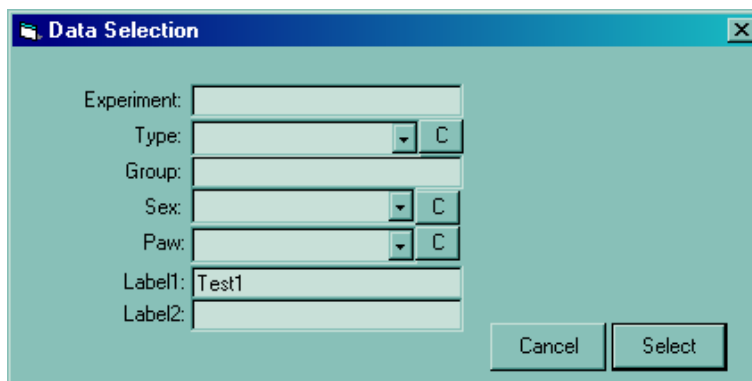 Data Selection
Experiment:
Type: C
Group:
Sex: C
Paw: C
Label1: Test1
Label2:
Cancel Select